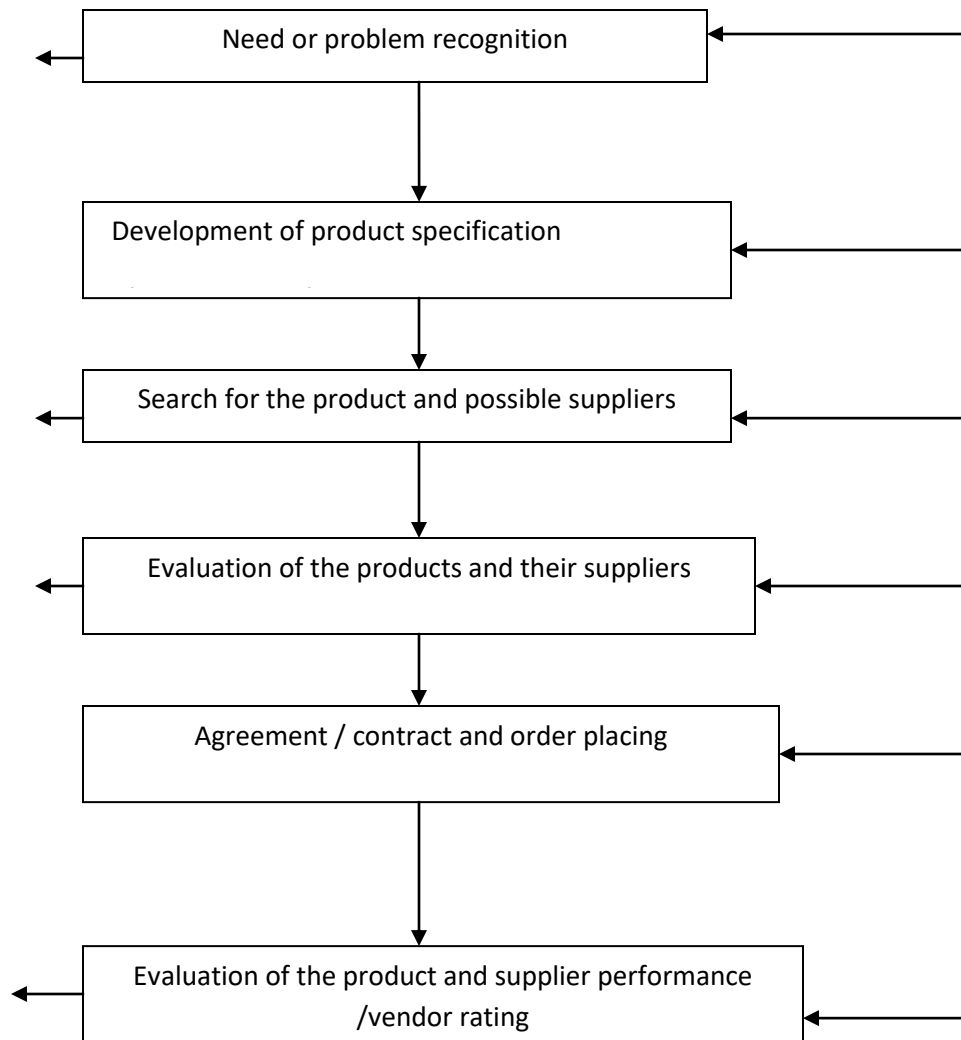 Need or problem recognition
Development of product specification
Search for the product and possible suppliers
Evaluation of the products and their suppliers
Agreement / contract and order placing
Evaluation of the product and supplier performance
/vendor rating